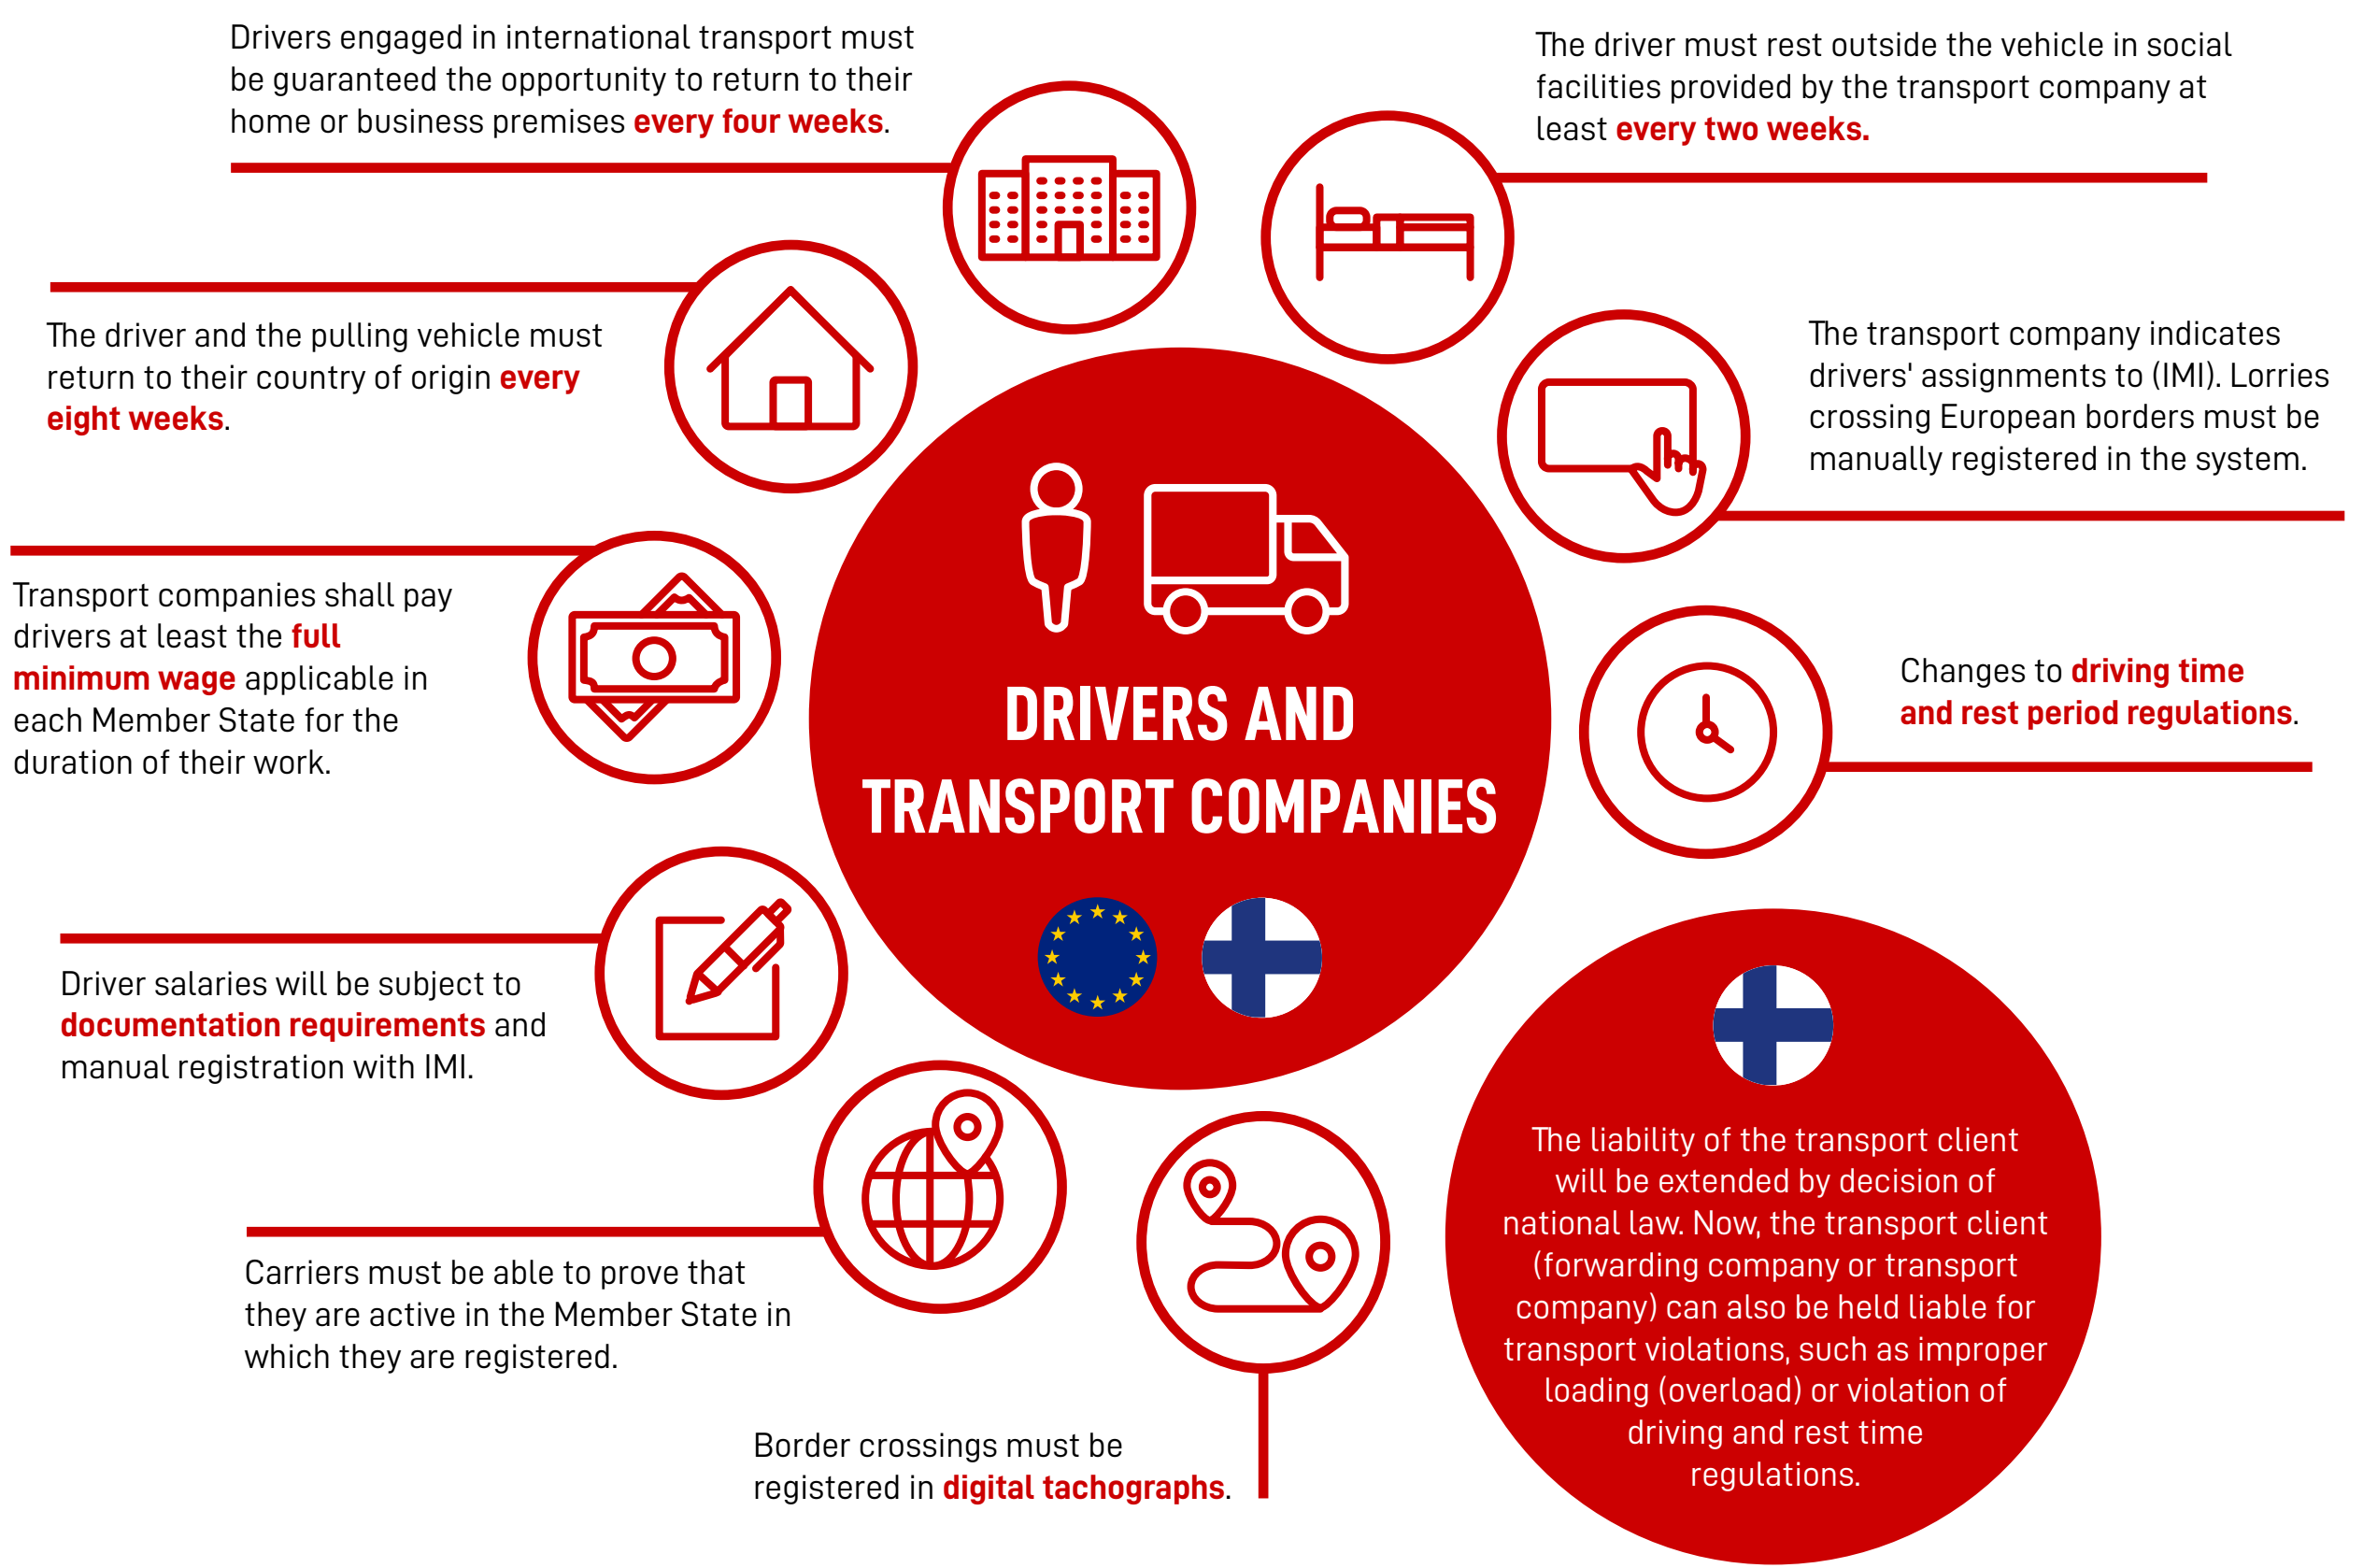 Drivers engaged in international transport must
be guaranteed the opportunity to return to their
home or business premises every four weeks.
The driver must rest outside the vehicle in social
facilities provided by the transport company at
least every two weeks.
The driver and the pulling vehicle must
return to their country of origin every
eight weeks.
The transport company indicates
drivers' assignments to (IMI). Lorries
crossing European borders must be
manually registered in the system.
Transport companies shall pay
drivers at least the full
minimum wage applicable in
each Member State for the
duration of their work.
Changes to driving time
and rest period regulations.
DRIVERS AND
TRANSPORT COMPANIES
Driver salaries will be subject to
documentation requirements and
manual registration with IMI.
Carriers must be able to prove that
they are active in the Member State in
which they are registered.
Border crossings must be
registered in digital tachographs.
The liability of the transport client
will be extended by decision of
national law. Now, the transport client
(forwarding company or transport
company) can also be held liable for
transport violations, such as improper
loading (overload) or violation of
driving and rest time
regulations.